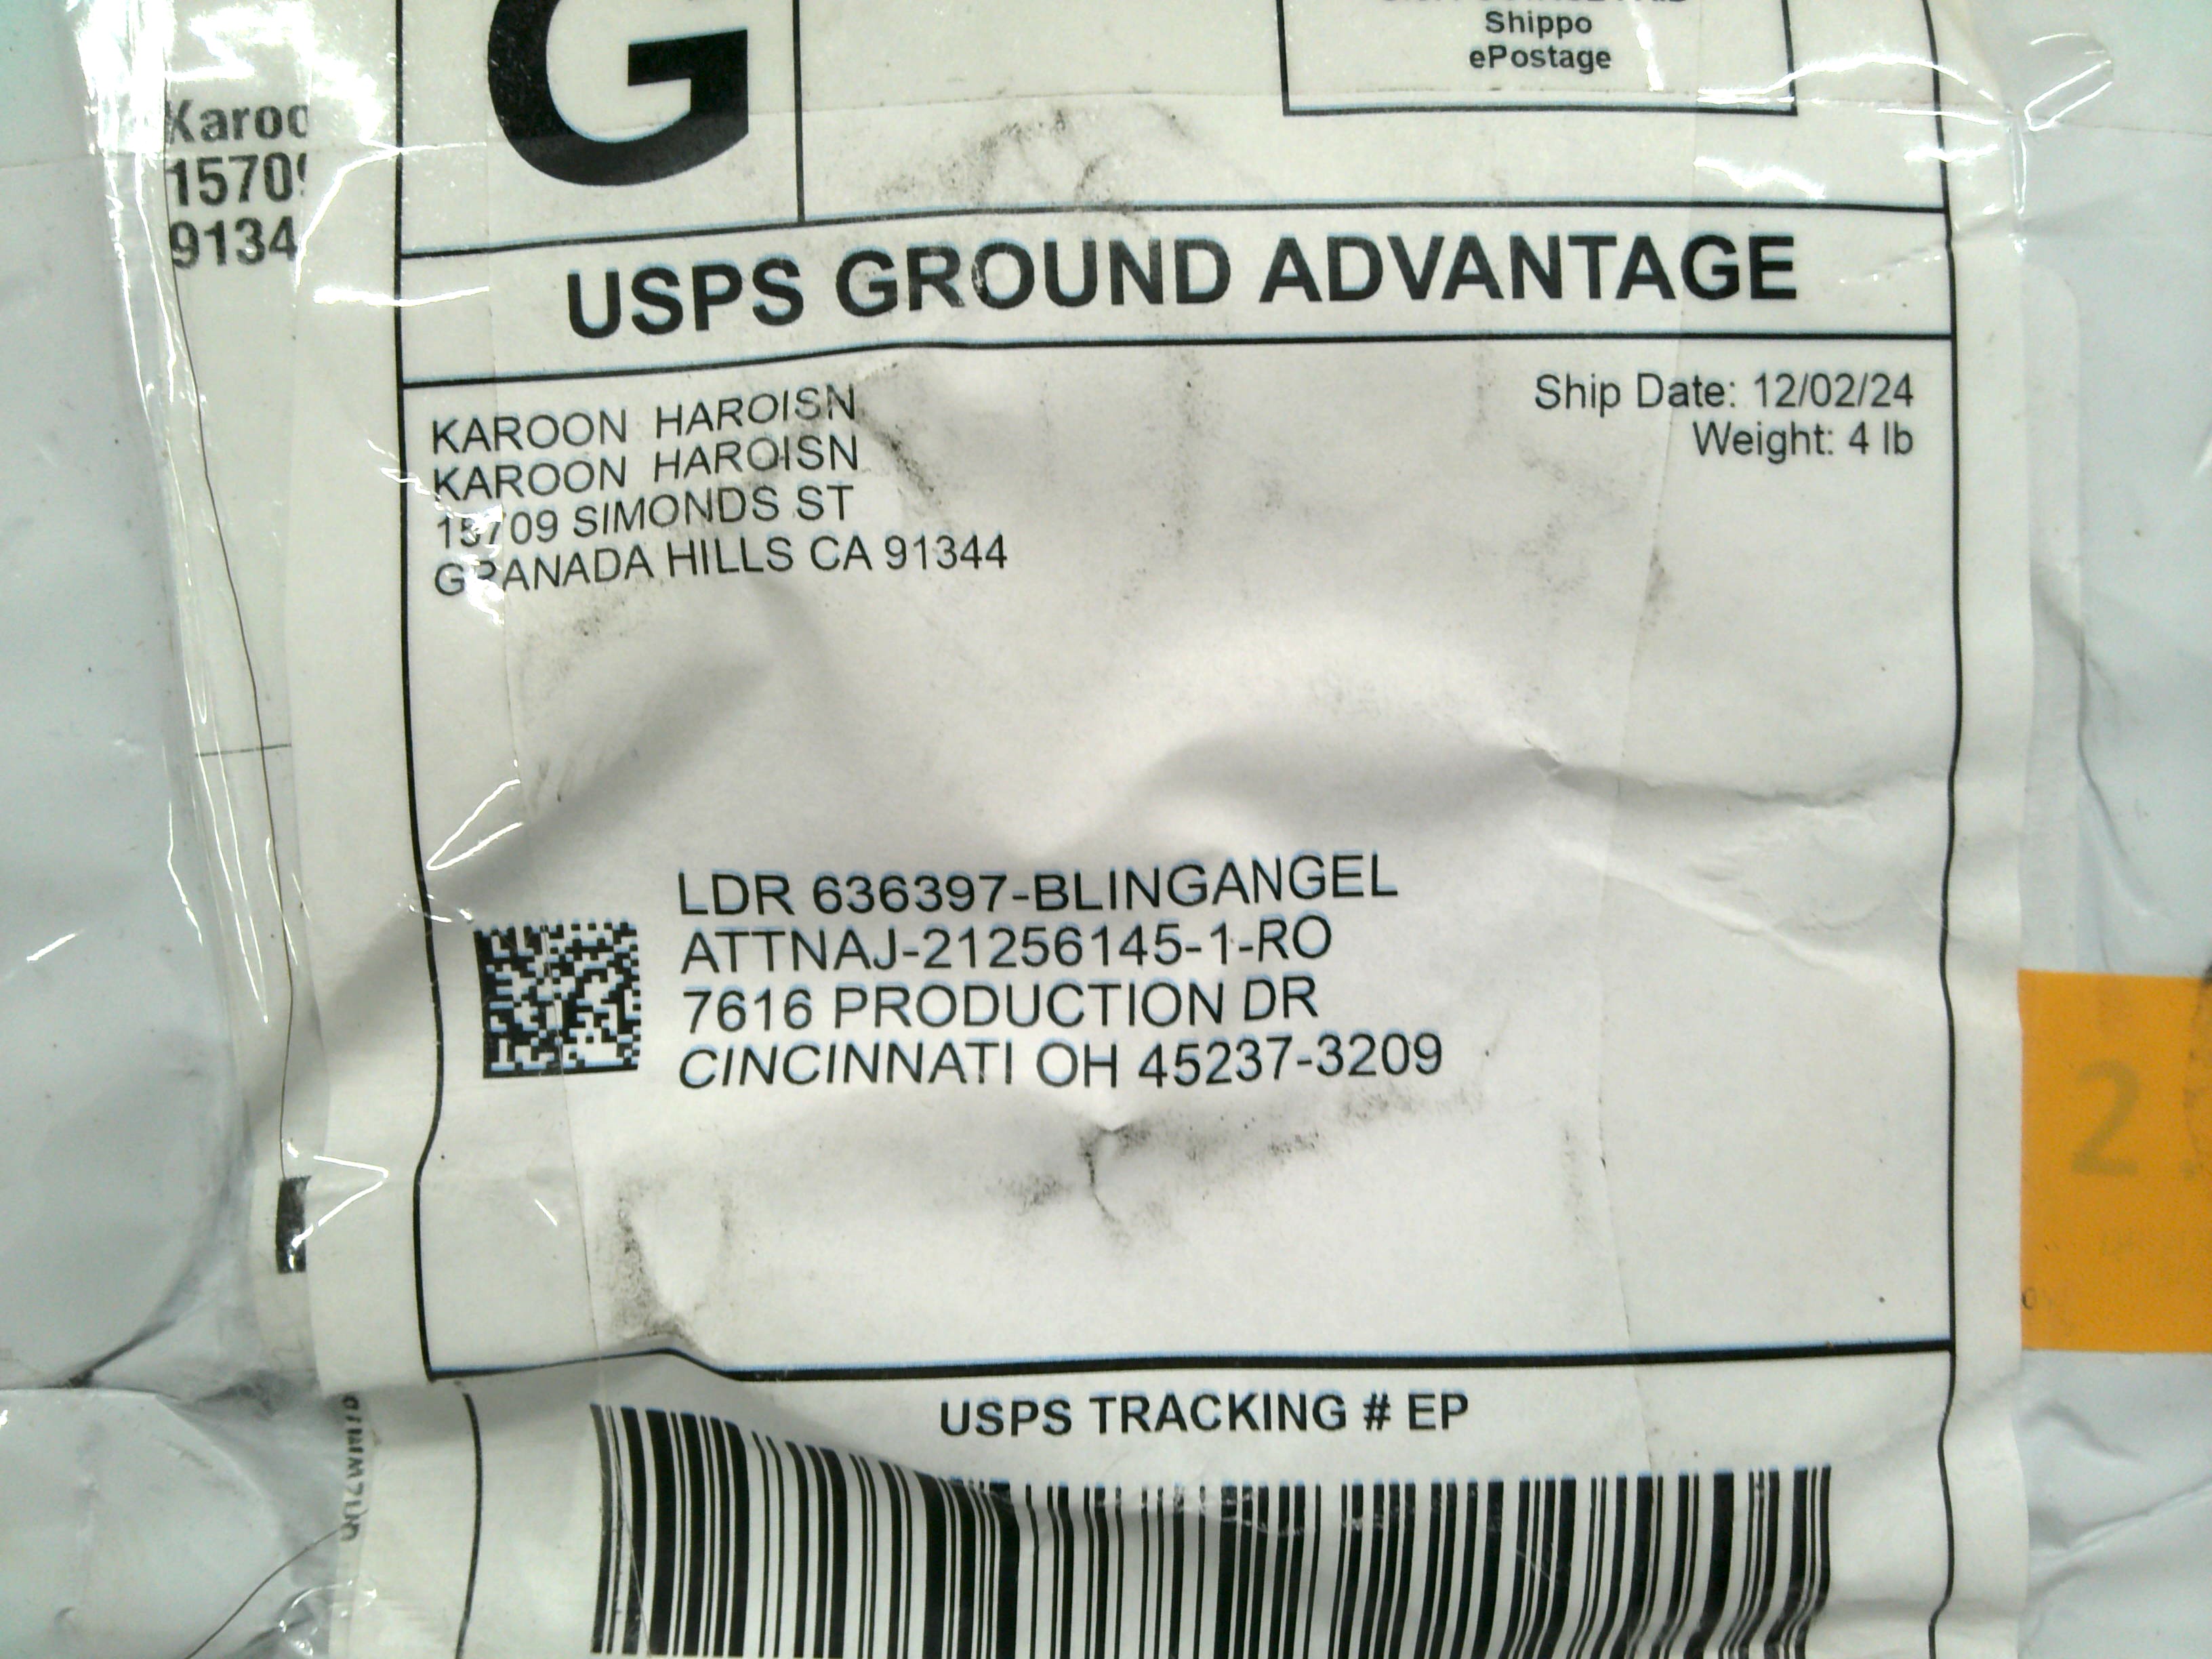 G
Shippo
ePostage
Karoo
15709
9134
USPS GROUND ADVANTAGE
KAROON HAROISN
KAROON HAROISN
15709 SIMONDS ST
GRANADA HILLS CA 91344
Ship Date: 12/02/24
Weight: 4 lb
LDR 636397-BLINGANGEL
ATTNAJ-21256145-1-RO
7616 PRODUCTION DR
CINCINNATI OH 45237-3209
2
USPS TRACKING # EP